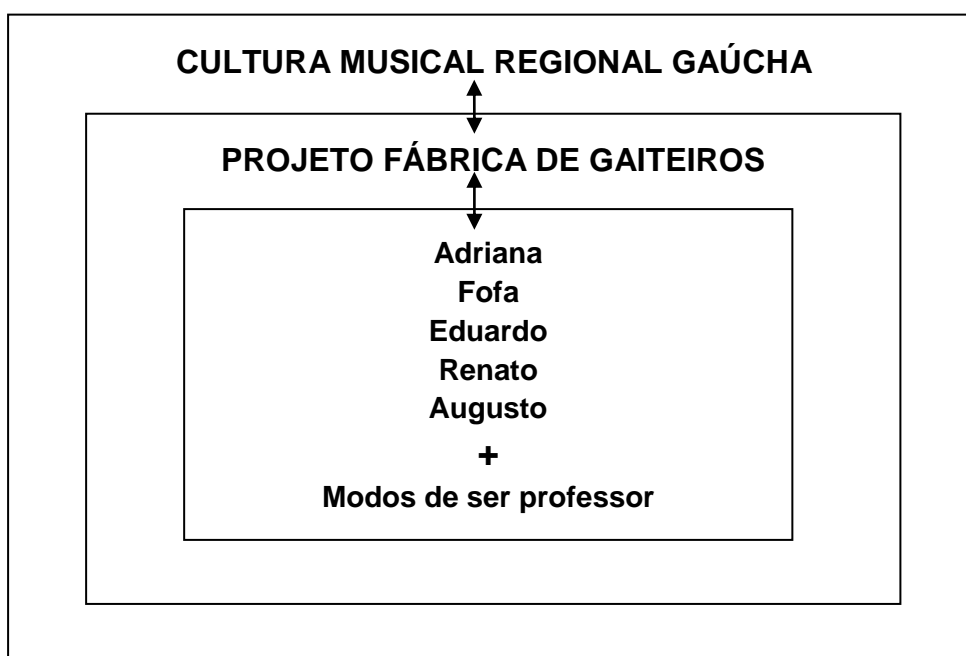 CULTURA MUSICAL REGIONAL GAÚCHA
PROJETO FÁBRICA DE GAITEIROS
Adriana
Fofa
Eduardo
Renato
Augusto
+
Modos de ser professor